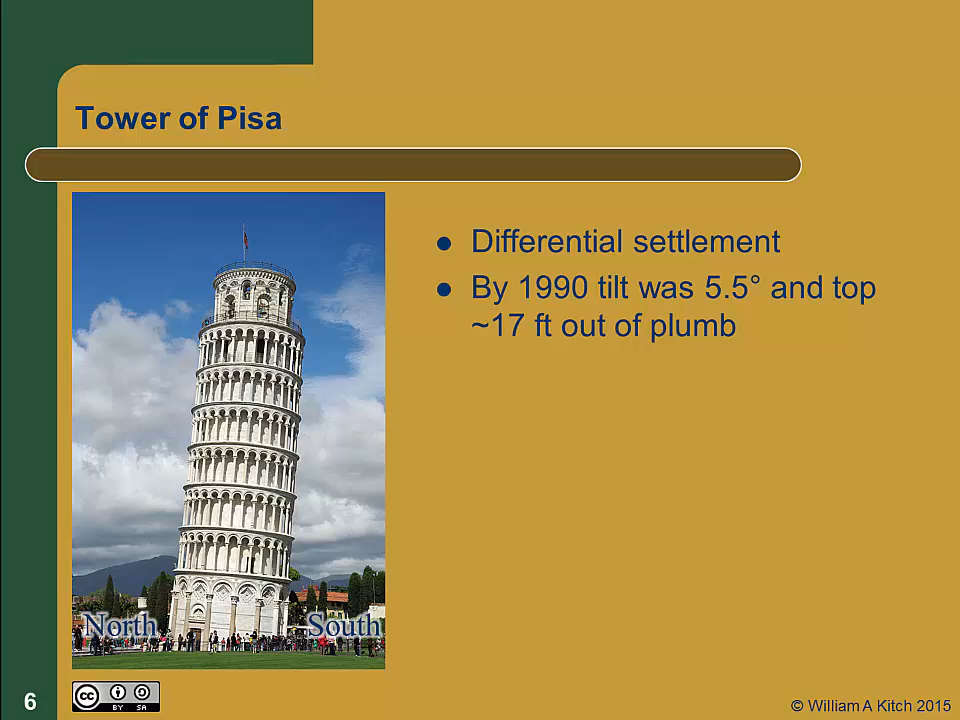 Tower of Pisa
● Differential settlement
● By 1990 tilt was 5.5° and top
~17 ft out of plumb
North
South
6
CC BY SA
© William A Kitch 2015